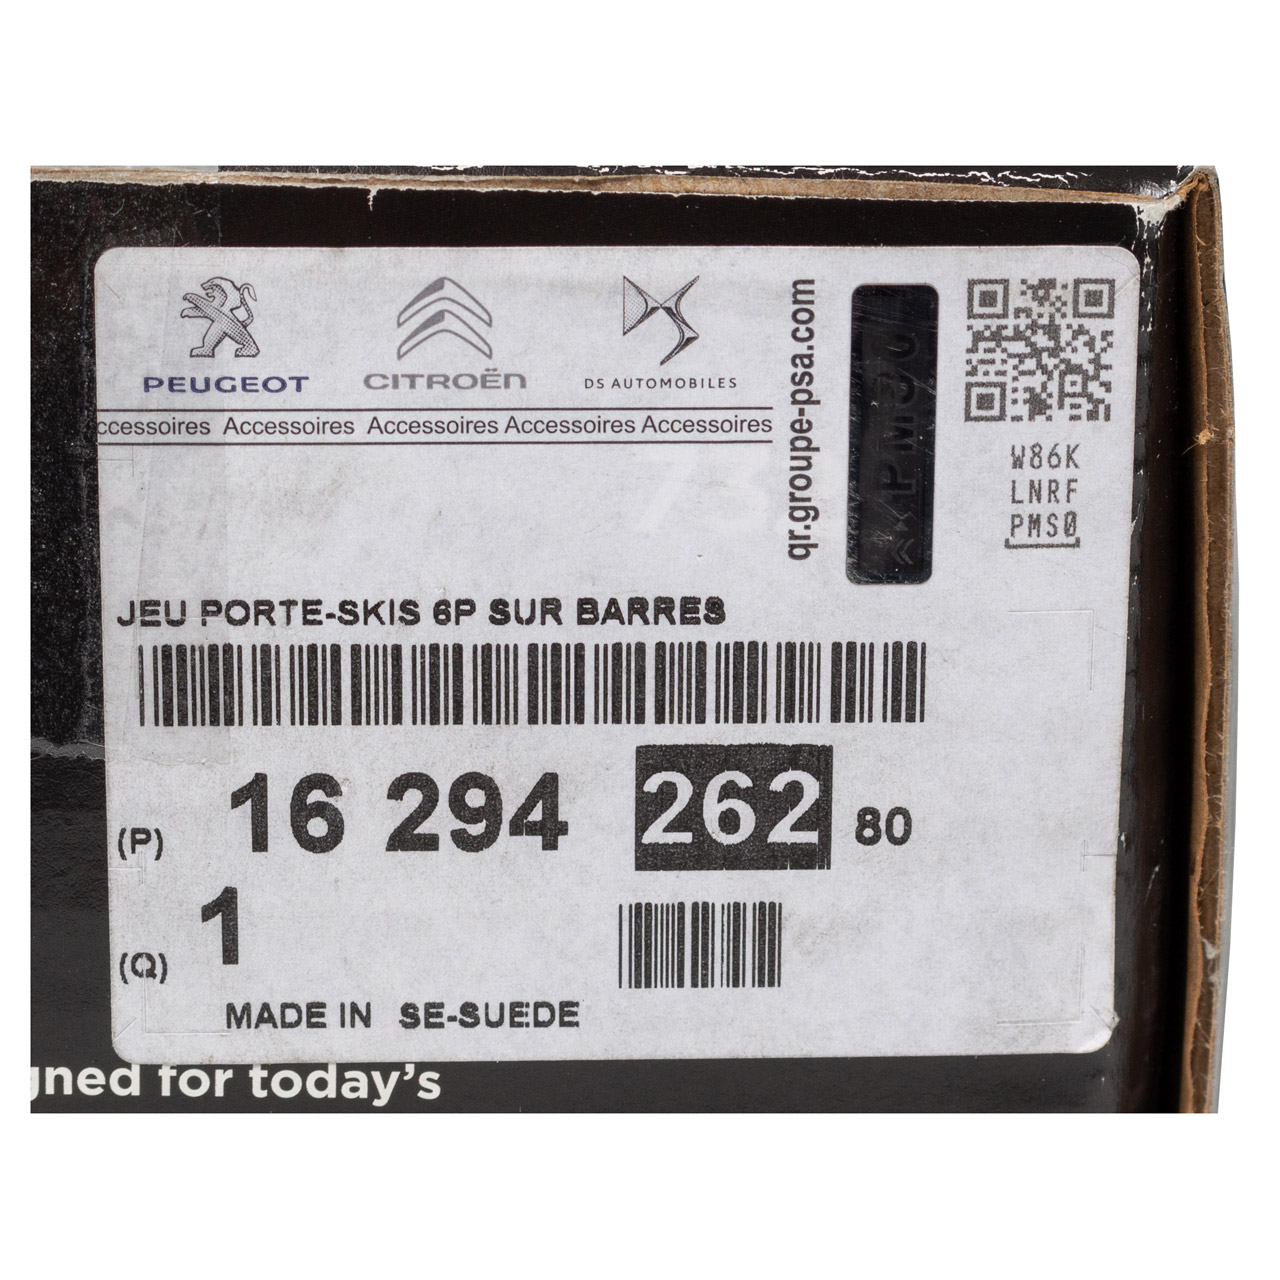 PEUGEOT CITROËN DS AUTOMOBILES
ccessoires Accessoires Accessoires Accessoires Accessoires
qr.groupe-psa.com
W86K
LNRF
PMS0
JEU PORTE-SKIS 6P SUR BARRES
(P) 16 294 262 80
(Q) 1
MADE IN SE-SUEDE
gned for today's